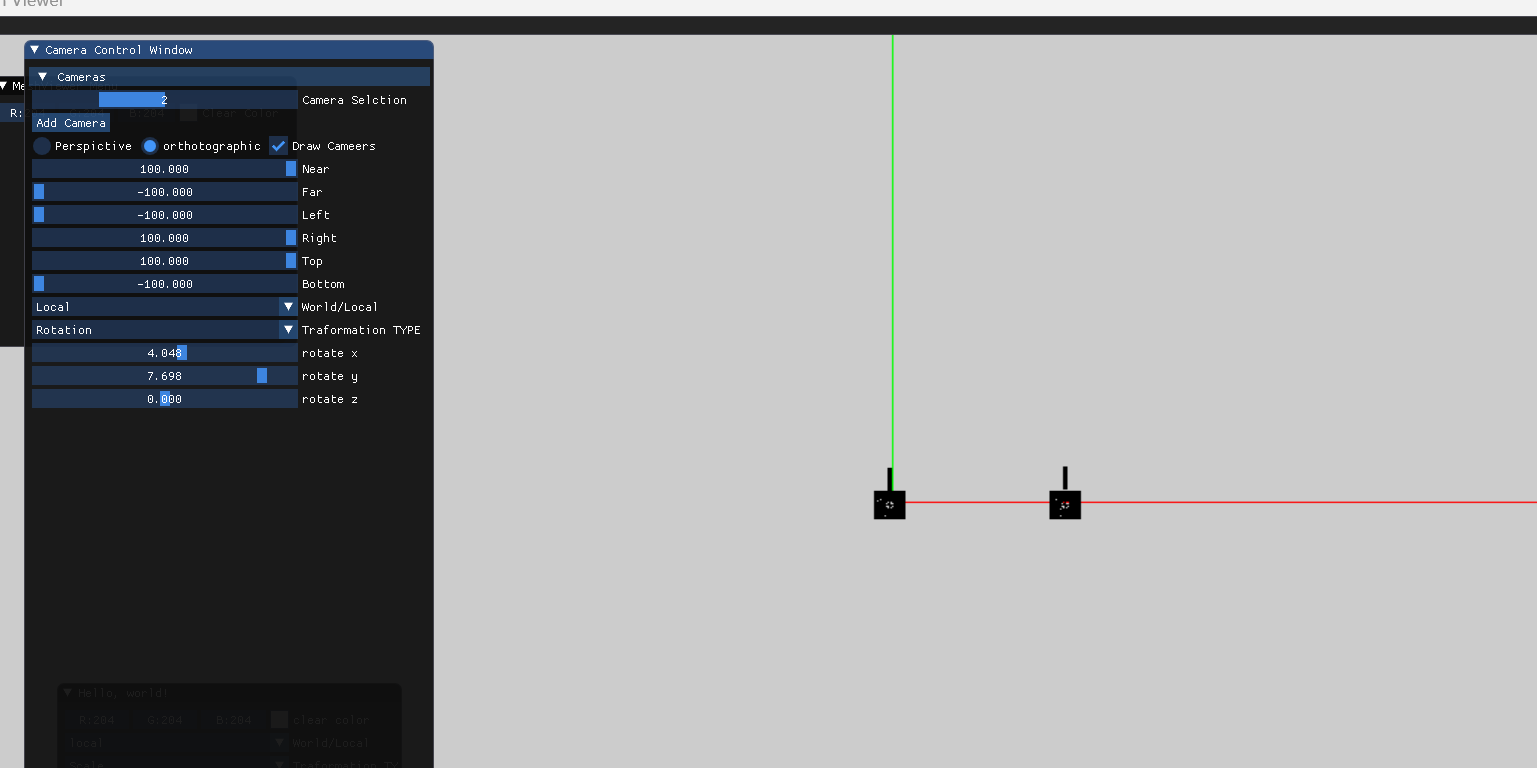 Viewer
Camera Control Window
Cameras
Me
2 Camera Selction
R: B:204 Clear Color
Add Camera
Perspictive orthotographic Draw Cameers
100.000 Near
-100.000 Far
-100.000 Left
100.000 Right
100.000 Top
-100.000 Bottom
Local World/Local
Rotation Traformation TYPE
4.048 rotate x
7.698 rotate y
0.000 rotate z
Hello, world!
R:204 G:204 B:204 clear color
local World/Local
Scale Traformation TY